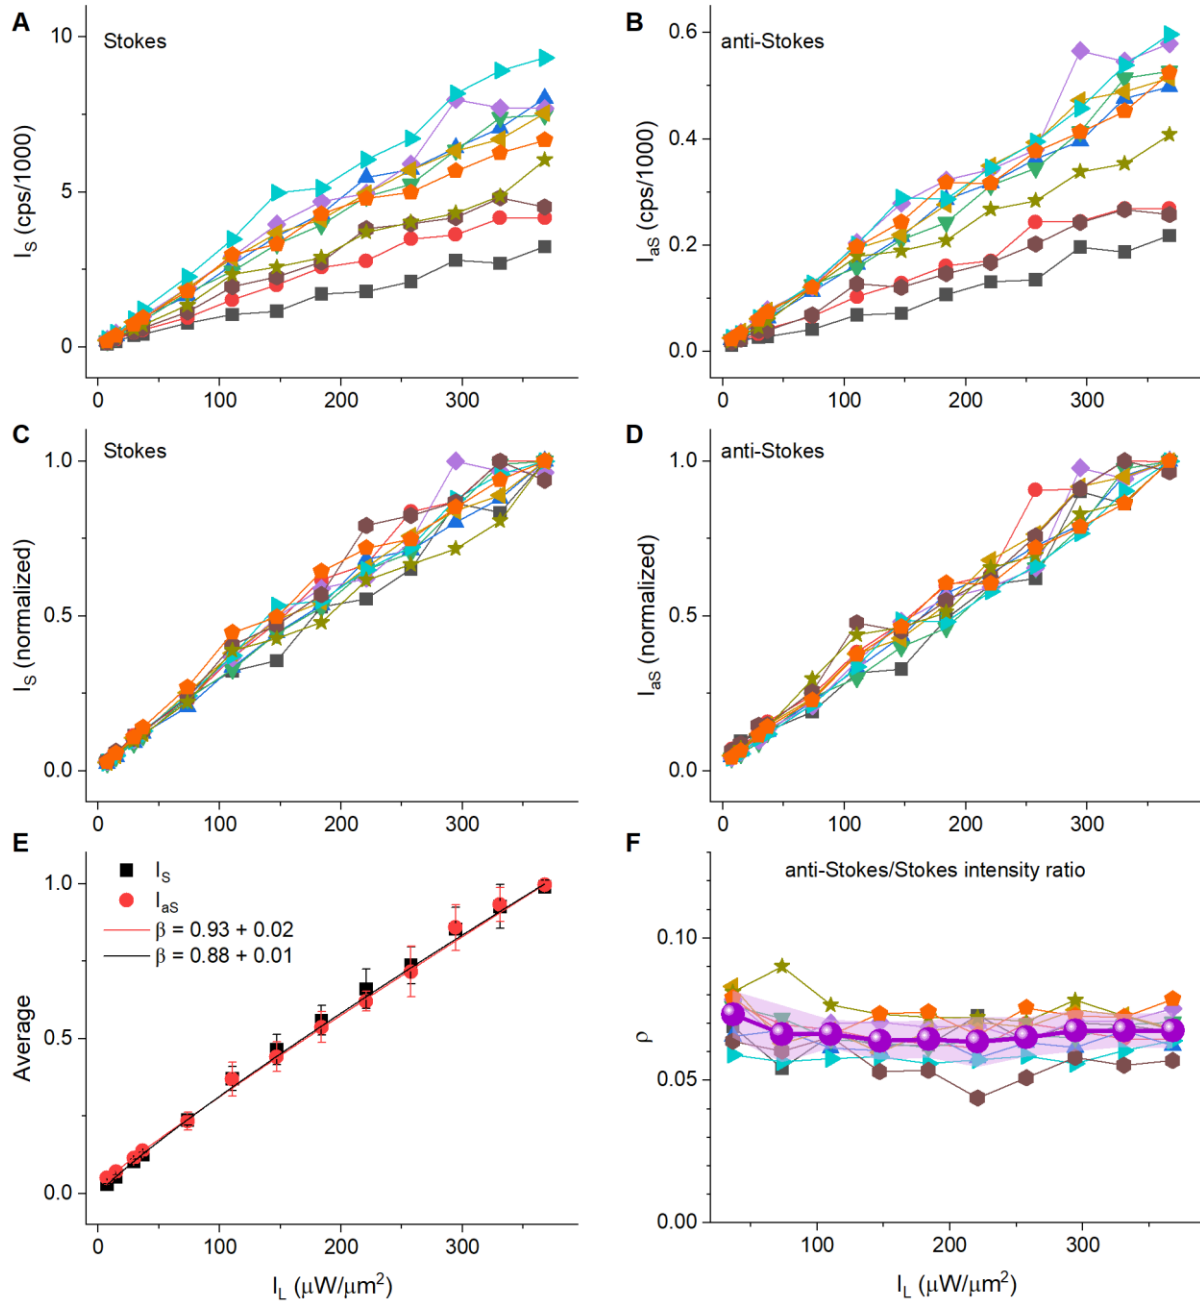 A
Stokes
10
5
0
I_S (cps/1000)
0 100 200 300
B
anti-Stokes
0.6
0.4
0.2
0.0
I_aS (cps/1000)
0 100 200 300
C
Stokes
1.0
0.5
0.0
I_S (normalized)
0 100 200 300
D
anti-Stokes
1.0
0.5
0.0
I_aS (normalized)
0 100 200 300
E
I_S
I_aS
β = 0.93 + 0.02
β = 0.88 + 0.01
1.0
0.5
0.0
Average
0 100 200 300
I_L (μW/μm²)
F
anti-Stokes/Stokes intensity ratio
0.10
0.05
0.00
ρ
100 200 300
I_L (μW/μm²)